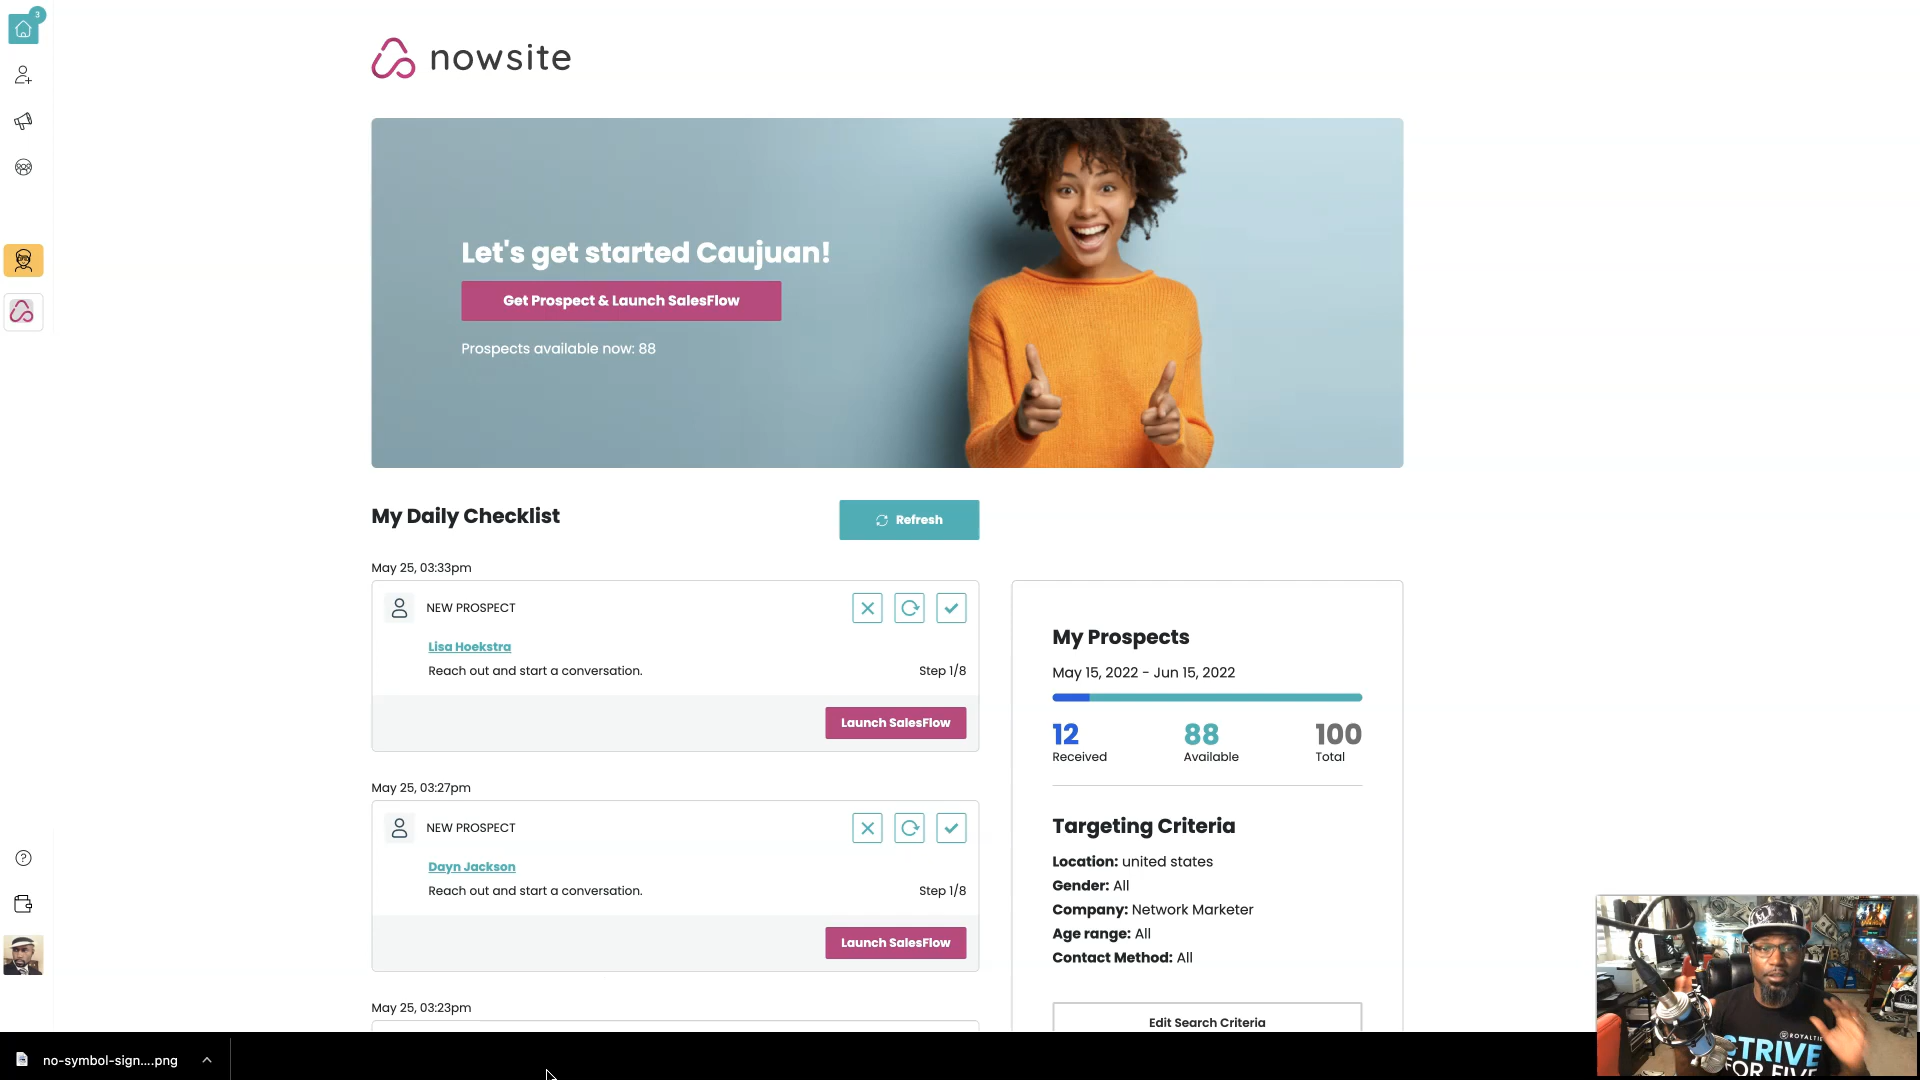 3
nowsite
Let's get started Caujuan!
Get Prospect & Launch SalesFlow
Prospects available now: 88
My Daily Checklist
Refresh
May 25, 03:33pm
NEW PROSPECT
Lisa Hoekstra
Reach out and start a conversation.
Step 1/8
Launch SalesFlow
May 25, 03:27pm
NEW PROSPECT
Dayn Jackson
Reach out and start a conversation.
Step 1/8
Launch SalesFlow
May 25, 03:23pm
My Prospects
May 15, 2022 - Jun 15, 2022
12 88 100
Received Available Total
Targeting Criteria
Location: united states
Gender: All
Company: Network Marketer
Age range: All
Contact Method: All
Edit Search Criteria
no-symbol-sign....png
STRIVE
FOR FIVE